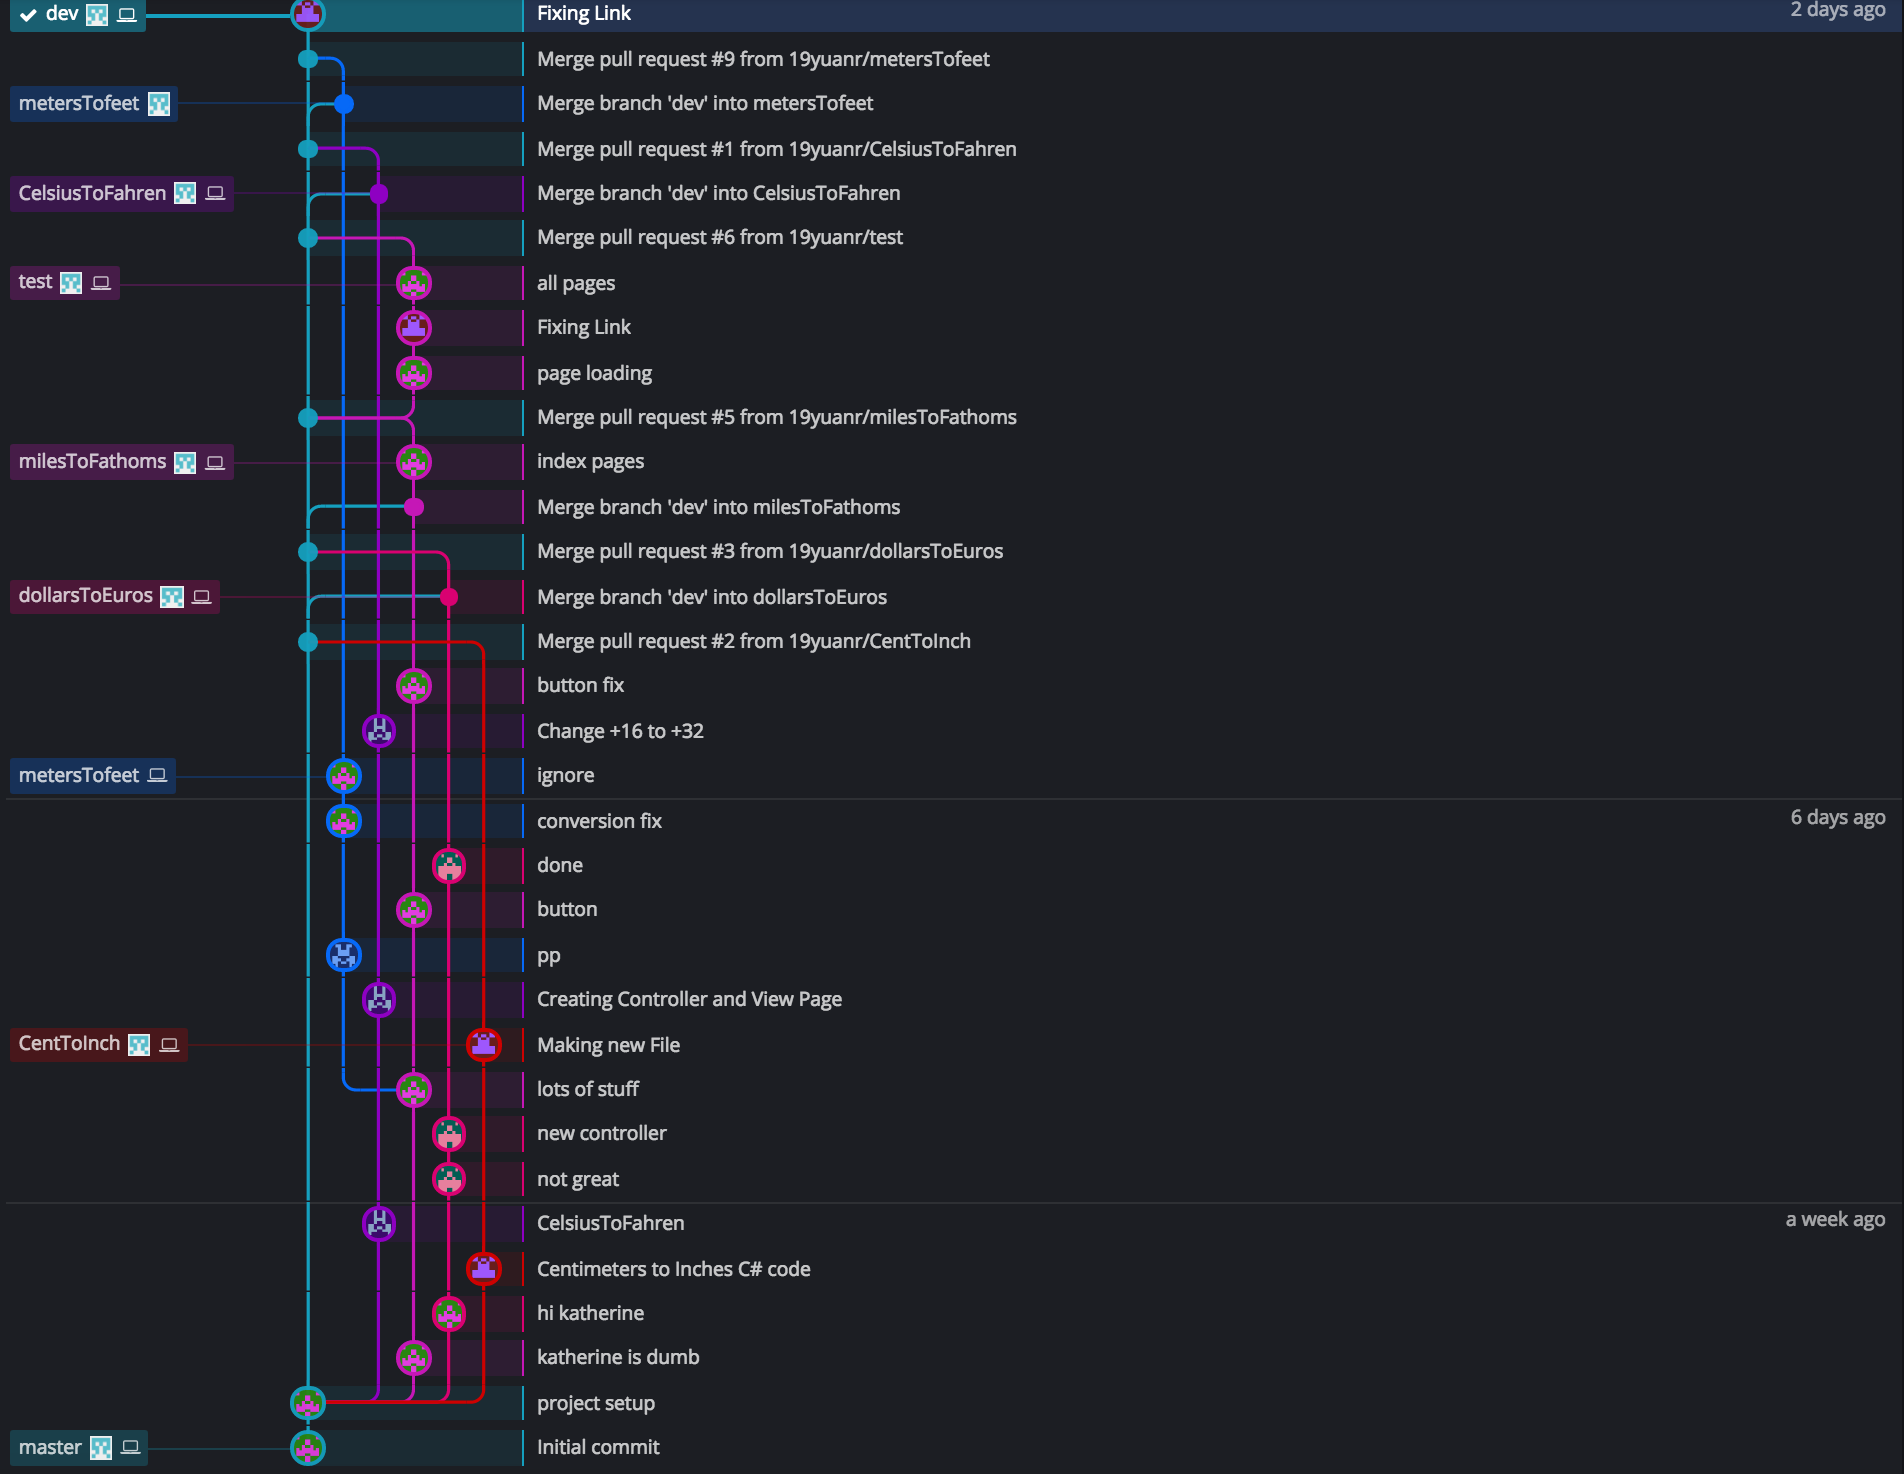 dev Fixing Link 2 days ago
Merge pull request #9 from 19yuanr/metersTofeet
metersTofeet Merge branch 'dev' into metersTofeet
Merge pull request #1 from 19yuanr/CelsiusToFahren
CelsiusToFahren Merge branch 'dev' into CelsiusToFahren
Merge pull request #6 from 19yuanr/test
test all pages
Fixing Link
page loading
Merge pull request #5 from 19yuanr/milesToFathoms
milesToFathoms index pages
Merge branch 'dev' into milesToFathoms
Merge pull request #3 from 19yuanr/dollarsToEuros
dollarsToEuros Merge branch 'dev' into dollarsToEuros
Merge pull request #2 from 19yuanr/CentToInch
button fix
Change +16 to +32
metersTofeet ignore
conversion fix 6 days ago
done
button
pp
Creating Controller and View Page
CentToInch Making new File
lots of stuff
new controller
not great
CelsiusToFahren a week ago
Centimeters to Inches C# code
hi katherine
katherine is dumb
project setup
master Initial commit